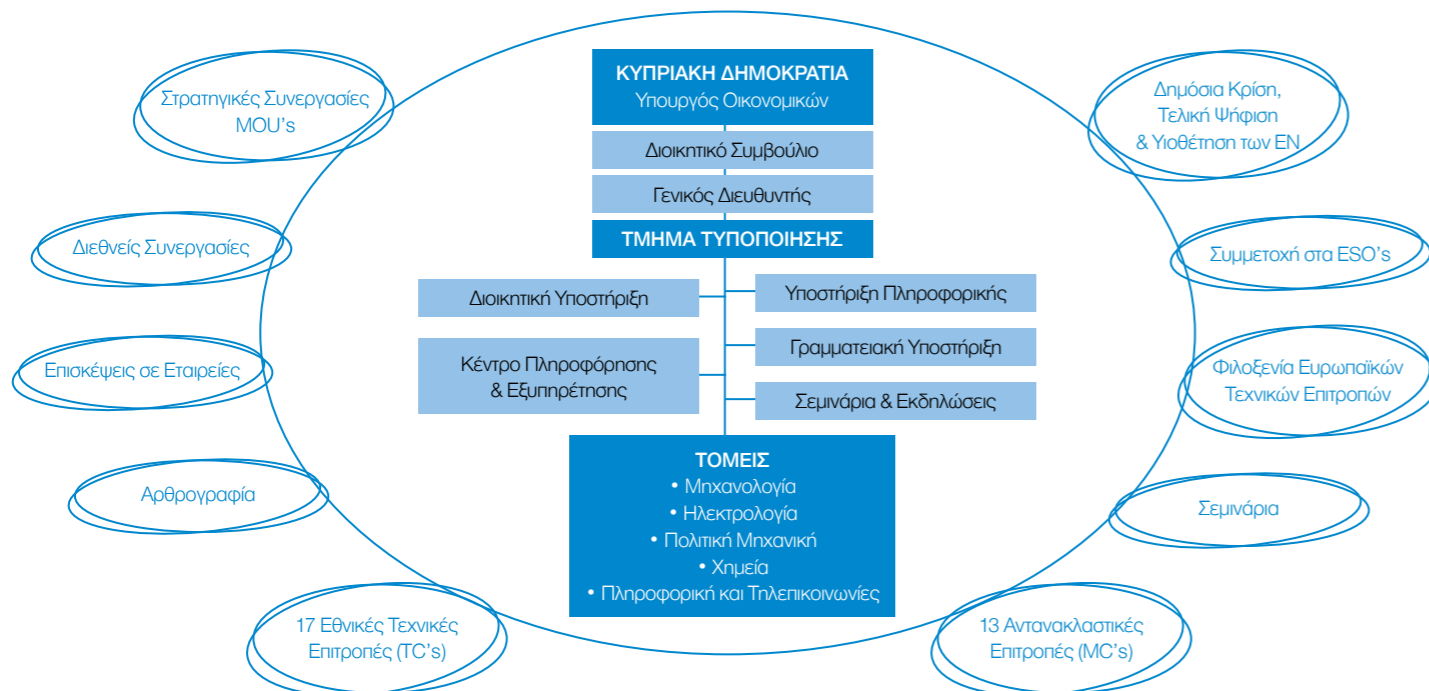 ΚΥΠΡΙΑΚΗ ΔΗΜΟΚΡΑΤΙΑ
Υπουργός Οικονομικών
Διοικητικό Συμβούλιο
Γενικός Διευθυντής
ΤΜΗΜΑ ΤΥΠΟΠΟΙΗΣΗΣ
Διοικητική Υποστήριξη
Υποστήριξη Πληροφορικής
Κέντρο Πληροφόρησης
& Εξυπηρέτησης
Γραμματειακή Υποστήριξη
Σεμινάρια & Εκδηλώσεις
ΤΟΜΕΙΣ
• Μηχανολογία
• Ηλεκτρολογία
• Πολιτική Μηχανική
• Χημεία
• Πληροφορική και Τηλεπικοινωνίες
Στρατηγικές Συνεργασίες
MOU's
Διεθνείς Συνεργασίες
Επισκέψεις σε Εταιρείες
Αρθρογραφία
17 Εθνικές Τεχνικές
Επιτροπές (TC's)
Δημόσια Κρίση,
Τελική Ψήφιση
& Υιοθέτηση των ΕΝ
Συμμετοχή στα ESO's
Φιλοξενία Ευρωπαϊκών
Τεχνικών Επιτροπών
Σεμινάρια
13 Αντανακλαστικές
Επιτροπές (MC's)